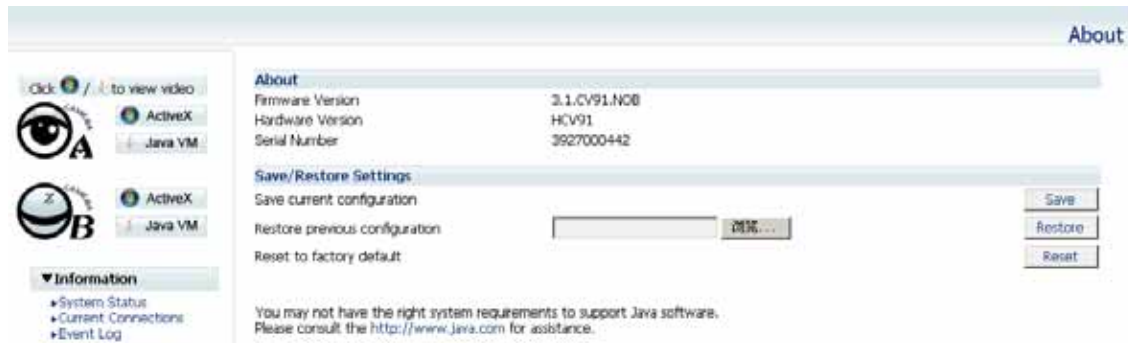 About
Click / to view video
CAMERA
A
ActiveX
Java VM
CAMERA
Z
B
ActiveX
Java VM
▼Information
▸System Status
▸Current Connections
▸Event Log
About
Firmware Version 3.1.CV91.NOB
Hardware Version HCV91
Serial Number 3927000442
Save/Restore Settings
Save current configuration Save
Restore previous configuration Restore
Reset to factory default Reset
You may not have the right system requirements to support Java software.
Please consult the http://www.java.com for assistance.